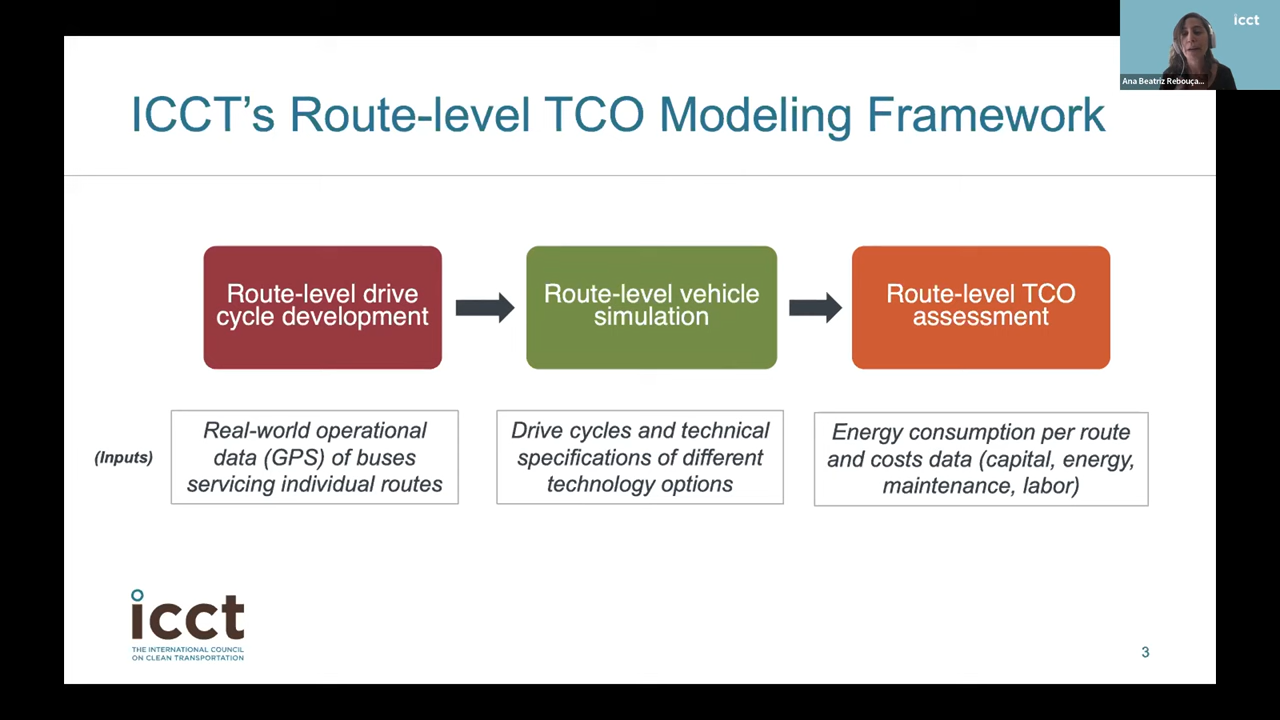 icct
Ana Beatriz Rebouça...
ICCT’s Route-level TCO Modeling Framework
Route-level drive
cycle development
Route-level vehicle
simulation
Route-level TCO
assessment
(Inputs)
Real-world operational
data (GPS) of buses
servicing individual routes
Drive cycles and technical
specifications of different
technology options
Energy consumption per route
and costs data (capital, energy,
maintenance, labor)
icct
THE INTERNATIONAL COUNCIL
ON CLEAN TRANSPORTATION
3